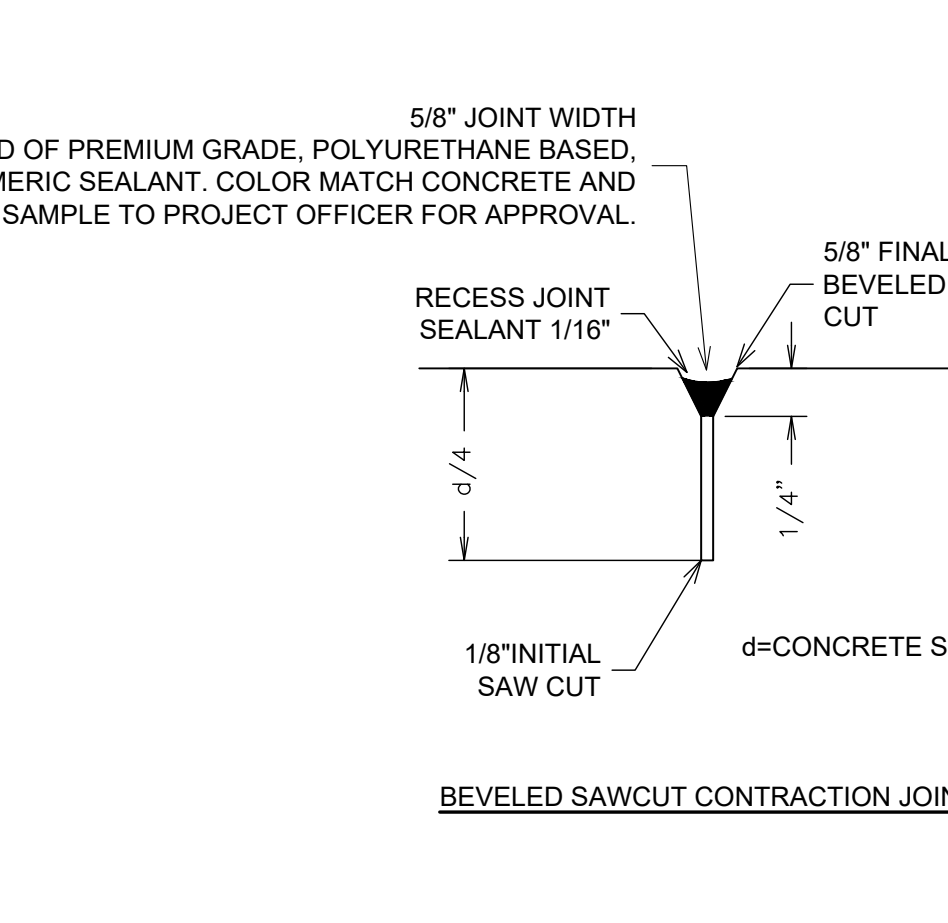 5/8" JOINT WIDTH
D OF PREMIUM GRADE, POLYURETHANE BASED,
MERIC SEALANT. COLOR MATCH CONCRETE AND
SAMPLE TO PROJECT OFFICER FOR APPROVAL.
5/8" FINAL
BEVELED
CUT
RECESS JOINT
SEALANT 1/16"
d/4
1/4”
1/8"INITIAL
SAW CUT
d=CONCRETE S
BEVELED SAWCUT CONTRACTION JOIN